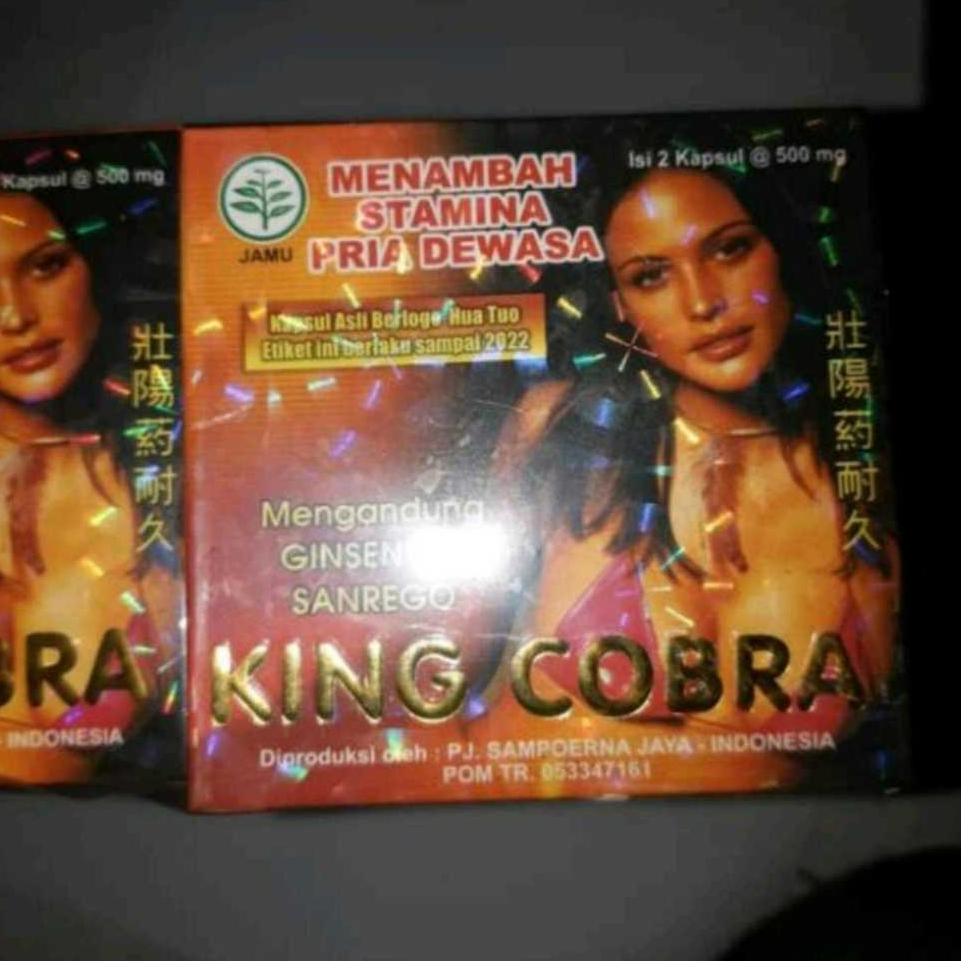 Kapsul @ 500 mg
壯陽葯耐久
BRA
- INDONESIA
JAMU
MENAMBAH
STAMINA
PRIA DEWASA
Isi 2 Kapsul @ 500 mg
Kapsul Asli Berlogo Hua Tuo
Etiket ini berlaku sampai 2022
壯陽葯耐久
Mengandung
SANREGO
KING COBRA
Diproduksi oleh : PJ. SAMPOERNA JAYA - INDONESIA
POM TR. 053347161